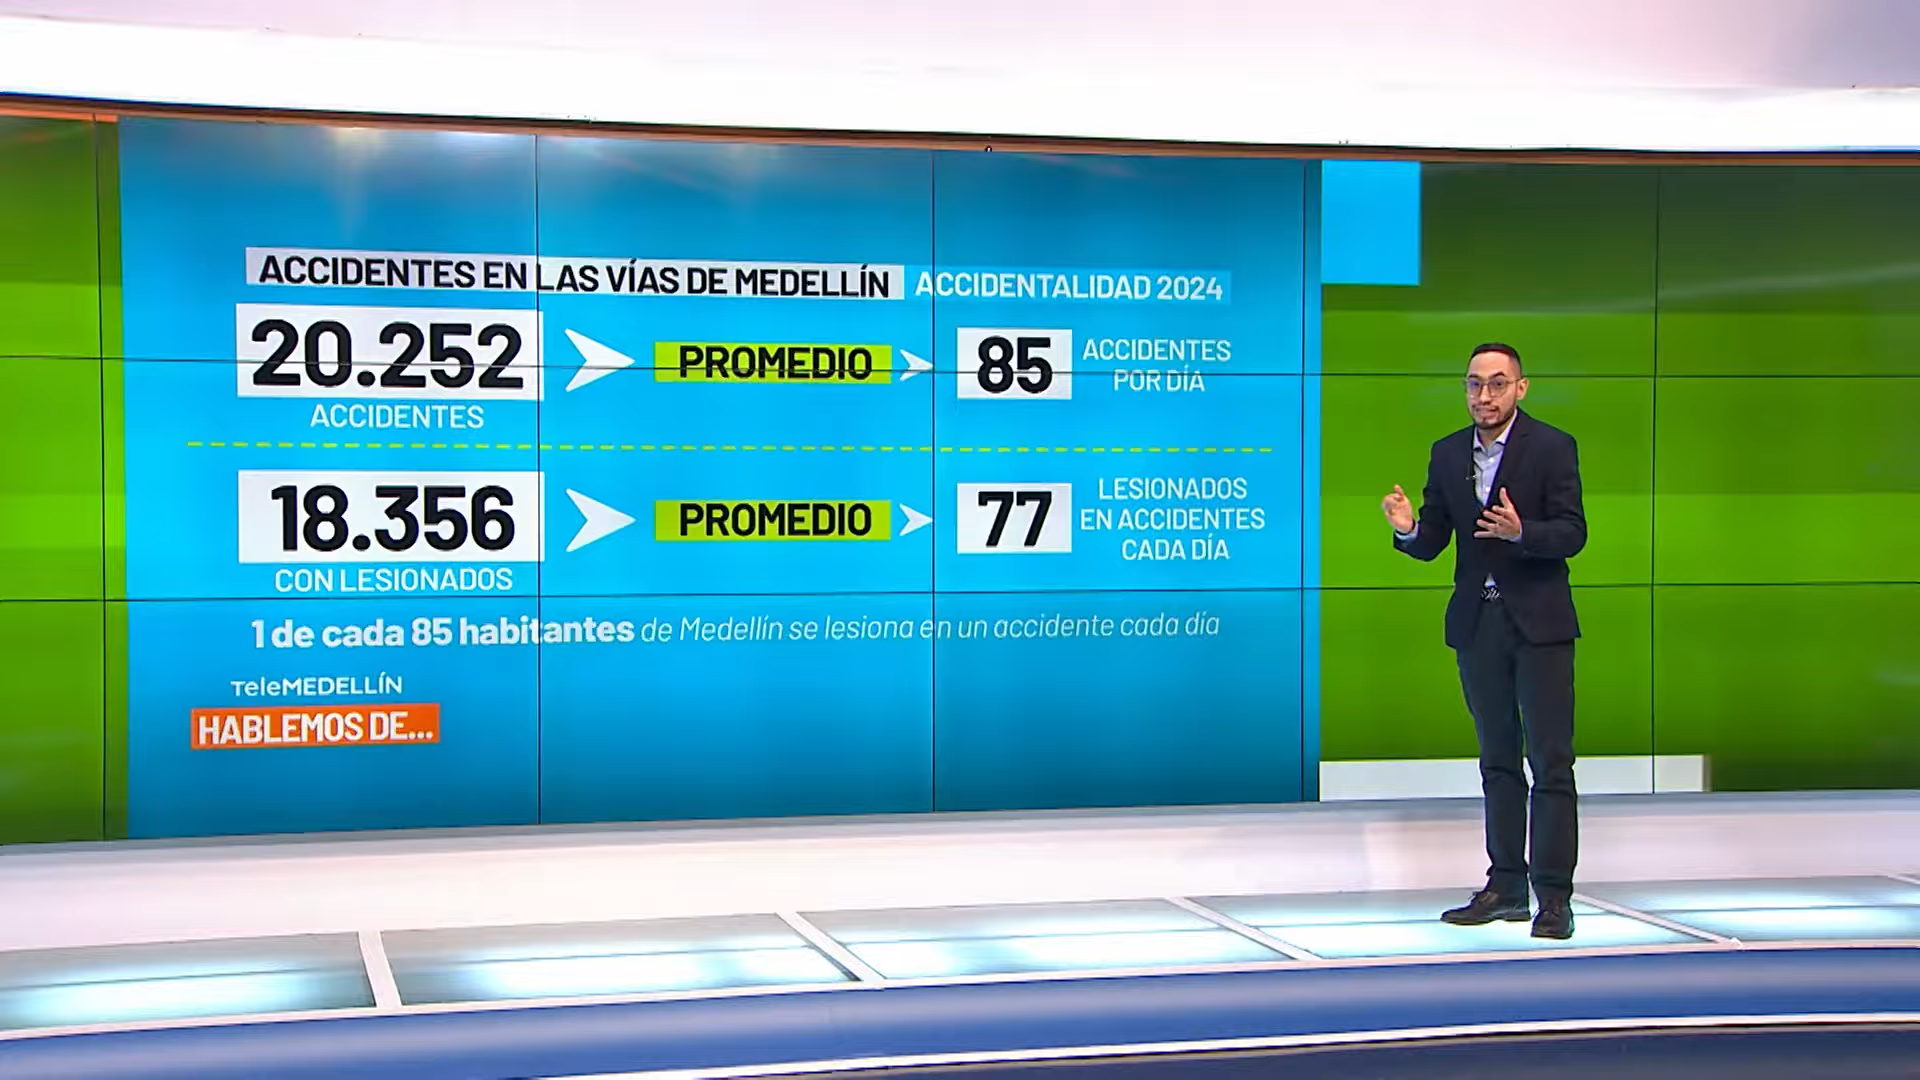 ACCIDENTES EN LAS VÍAS DE MEDELLÍN ACCIDENTALIDAD 2024
20.252
ACCIDENTES
PROMEDIO
85
ACCIDENTES
POR DÍA
18.356
CON LESIONADOS
PROMEDIO
77
LESIONADOS
EN ACCIDENTES
CADA DÍA
1 de cada 85 habitantes de Medellín se lesiona en un accidente cada día
TeleMEDELLÍN
HABLEMOS DE...